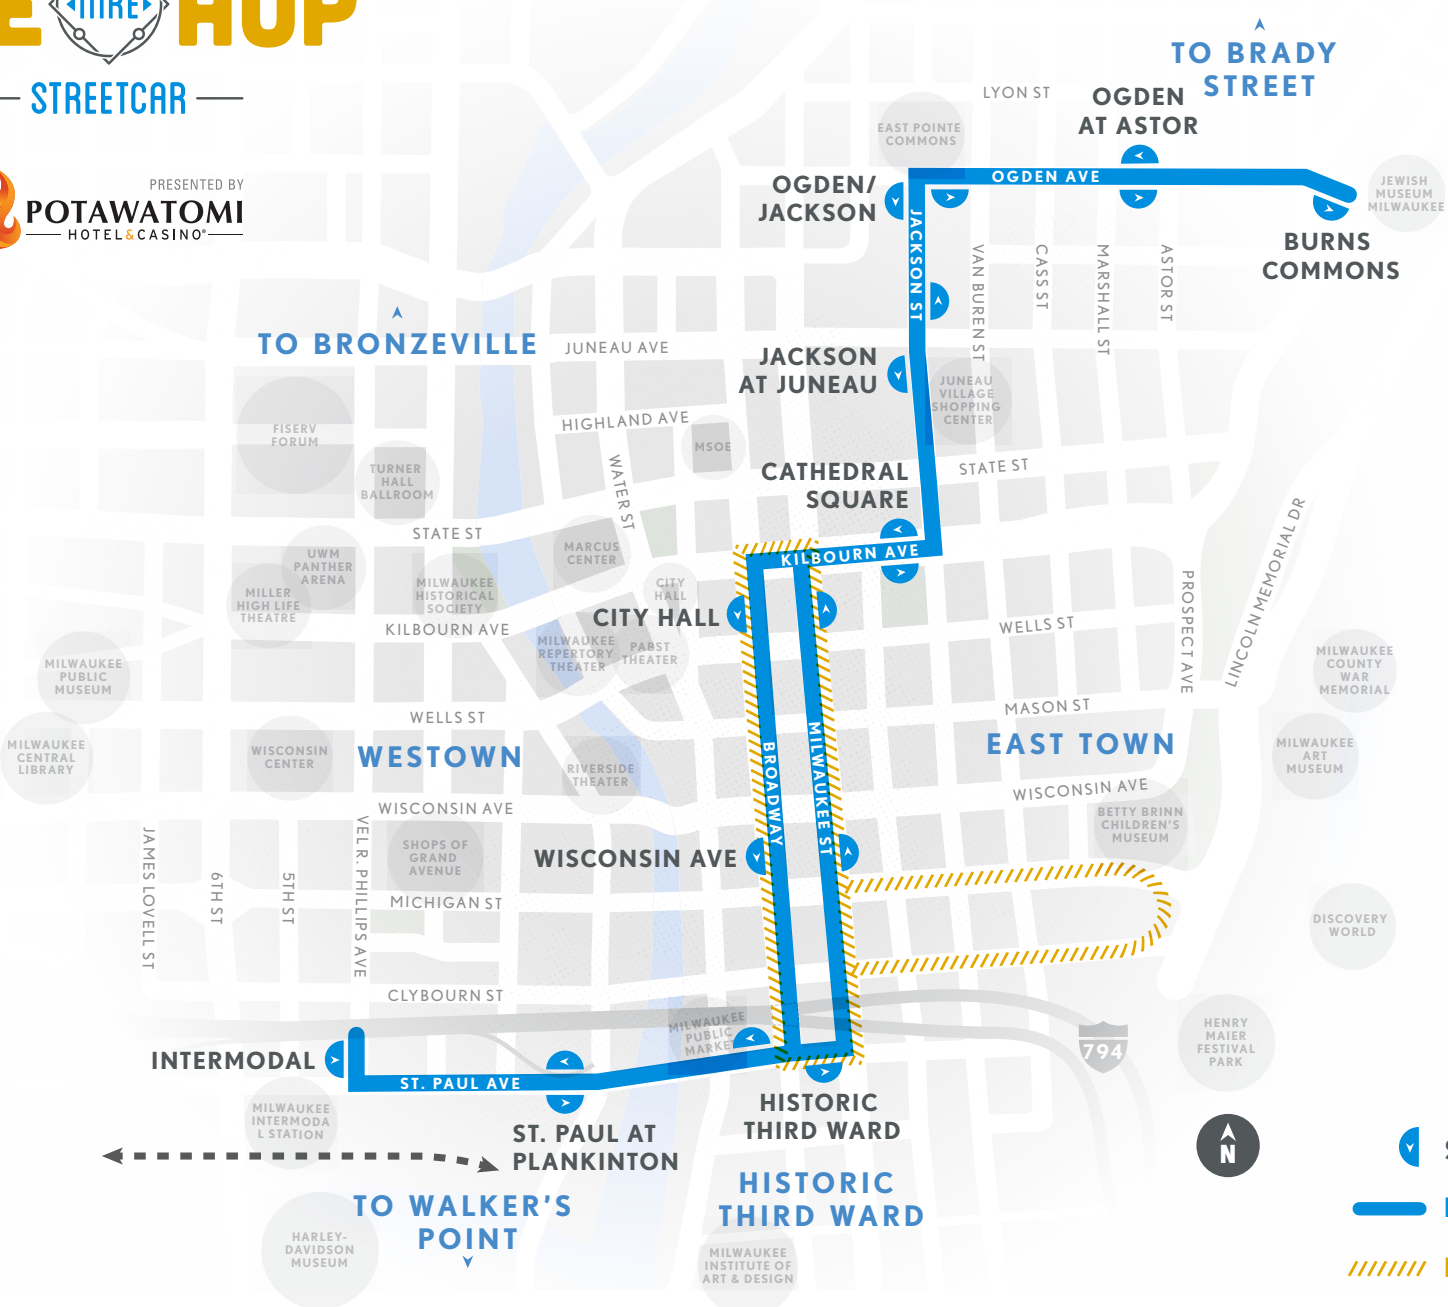 HOP
STREETCAR
PRESENTED BY
POTAWATOMI
HOTEL&CASINO
TO BRADY
STREET
LYON ST
OGDEN
AT ASTOR
EAST POINTE
COMMONS
OGDEN AVE
OGDEN/
JACKSON
JEWISH
MUSEUM
MILWAUKEE
BURNS
COMMONS
JACKSON ST
VAN BUREN ST
CASS ST
MARSHALL ST
ASTOR ST
TO BRONZEVILLE
JUNEAU AVE
JACKSON
AT JUNEAU
JUNEAU
VILLAGE
SHOPPING
CENTER
HIGHLAND AVE
FISERV
FORUM
MSOE
TURNER
HALL
BALLROOM
WATER ST
CATHEDRAL
SQUARE
STATE ST
STATE ST
UWM
PANTHER
ARENA
MARCUS
CENTER
KILBOURN AVE
MILLER
HIGH LIFE
THEATRE
MILWAUKEE
HISTORICAL
SOCIETY
CITY
HALL
CITY HALL
KILBOURN AVE
WELLS ST
PROSPECT AVE
LINCOLN MEMORIAL DR
MILWAUKEE
REPERTORY
THEATER
PABST
THEATER
MILWAUKEE
PUBLIC
MUSEUM
MILWAUKEE
COUNTY
WAR
MEMORIAL
WELLS ST
MASON ST
MILWAUKEE
CENTRAL
LIBRARY
WISCONSIN
CENTER
WESTOWN
RIVERSIDE
THEATER
BROADWAY
MILWAUKEE ST
EAST TOWN
MILWAUKEE
ART
MUSEUM
WISCONSIN AVE
WISCONSIN AVE
BETTY BRINN
CHILDREN'S
MUSEUM
JAMES LOVELL ST
6TH ST
5TH ST
VEL R. PHILLIPS AVE
SHOPS OF
GRAND
AVENUE
WISCONSIN AVE
MICHIGAN ST
DISCOVERY
WORLD
CLYBOURN ST
MILWAUKEE
PUBLIC
MARKET
794
HENRY
MAIER
FESTIVAL
PARK
INTERMODAL
ST. PAUL AVE
MILWAUKEE
INTERMODA
L STATION
ST. PAUL AT
PLANKINTON
HISTORIC
THIRD WARD
N
TO WALKER'S
POINT
HISTORIC
THIRD WARD
HARLEY-
DAVIDSON
MUSEUM
MILWAUKEE
INSTITUTE OF
ART & DESIGN